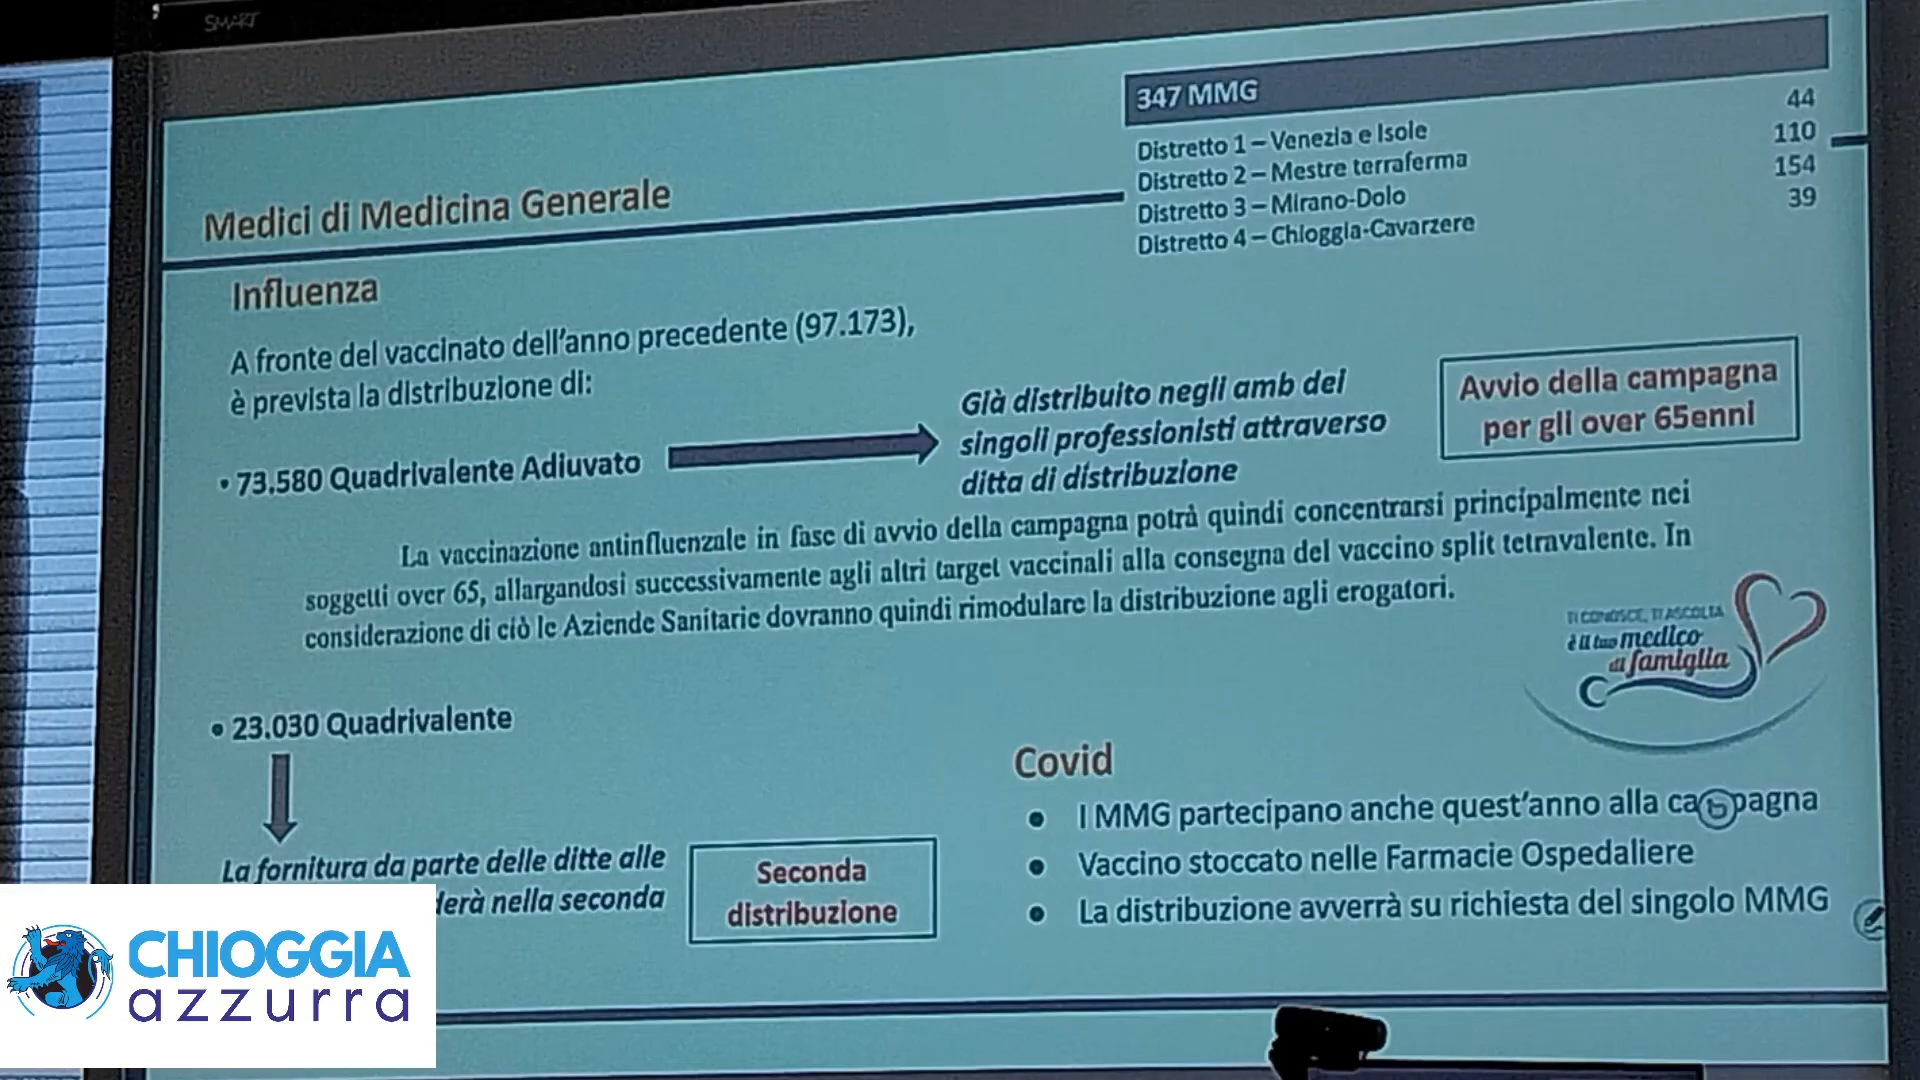 SMART
347 MMG
Distretto 1 – Venezia e Isole 44
Distretto 2 – Mestre terraferma 110
Distretto 3 – Mirano-Dolo 154
Distretto 4 – Chioggia-Cavarzere 39
Medici di Medicina Generale
Influenza
A fronte del vaccinato dell'anno precedente (97.173),
è prevista la distribuzione di:
• 73.580 Quadrivalente Adiuvato
Già distribuito negli amb dei
singoli professionisti attraverso
ditta di distribuzione
Avvio della campagna
per gli over 65enni
La vaccinazione antinfluenzale in fase di avvio della campagna potrà quindi concentrarsi principalmente nei
soggetti over 65, allargandosi successivamente agli altri target vaccinali alla consegna del vaccino split tetravalente. In
considerazione di ciò le Aziende Sanitarie dovranno quindi rimodulare la distribuzione agli erogatori.
TI CONOSCE, TI ASCOLTA
è il tuo medico
di famiglia
• 23.030 Quadrivalente
La fornitura da parte delle ditte alle
derà nella seconda
Seconda
distribuzione
Covid
• I MMG partecipano anche quest'anno alla ca pagna
• Vaccino stoccato nelle Farmacie Ospedaliere
• La distribuzione avverrà su richiesta del singolo MMG
CHIOGGIA
azzurra